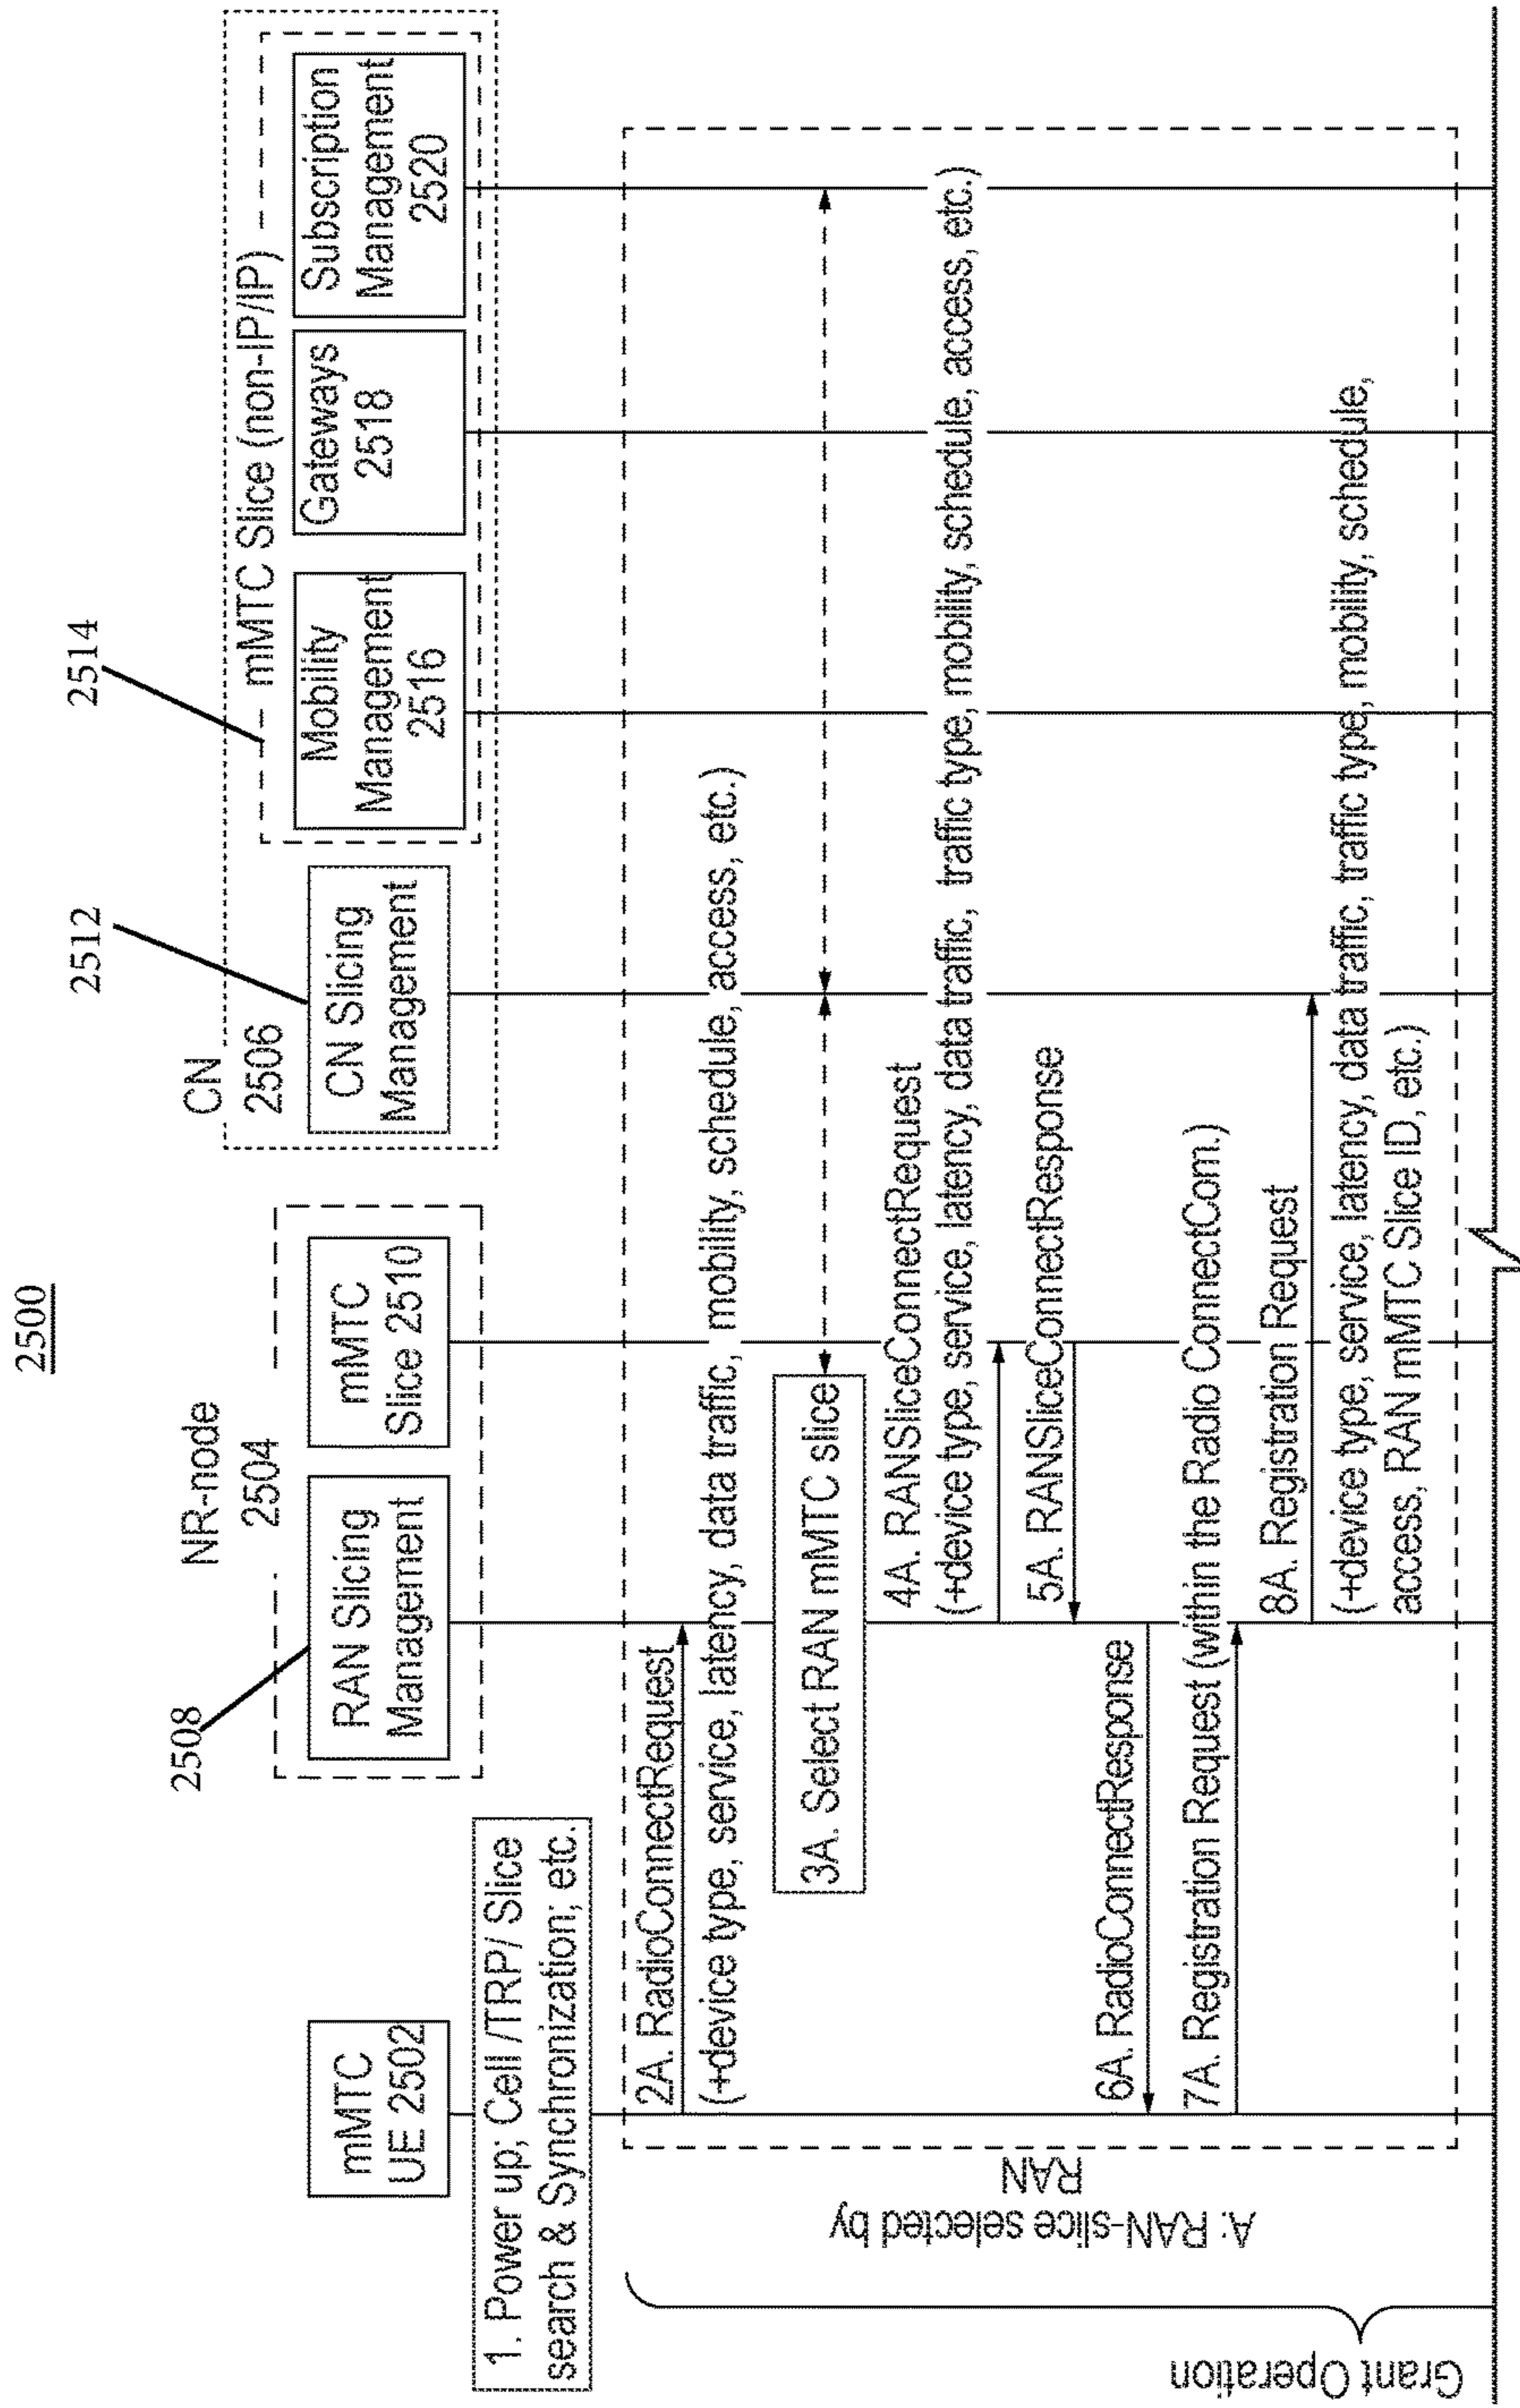 2500
NR-node
2504
CN
2506
2508
2512
2514
mMTC Slice (non-IP/IP)
mMTC
UE 2502
RAN Slicing
Management
mMTC
Slice 2510
CN Slicing
Management
Mobility
Management
2516
Gateways
2518
Subscription
Management
2520
1. Power up; Cell /TRP/ Slice
search & Synchronization; etc.
2A. RadioConnectRequest
(+device type, service, latency, data traffic, mobility, schedule, access, etc.)
3A. Select RAN mMTC slice
4A. RANSliceConnectRequest
(+device type, service, latency, data traffic, traffic type, mobility, schedule, access, etc.)
5A. RANSliceConnectResponse
6A. RadioConnectResponse
7A. Registration Request (within the Radio ConnectCom.)
8A. Registration Request
(+device type, service, latency, data traffic, traffic type, mobility, schedule,
access, RAN mMTC Slice ID, etc.)
A: RAN-slice selected by
RAN
Grant Operation